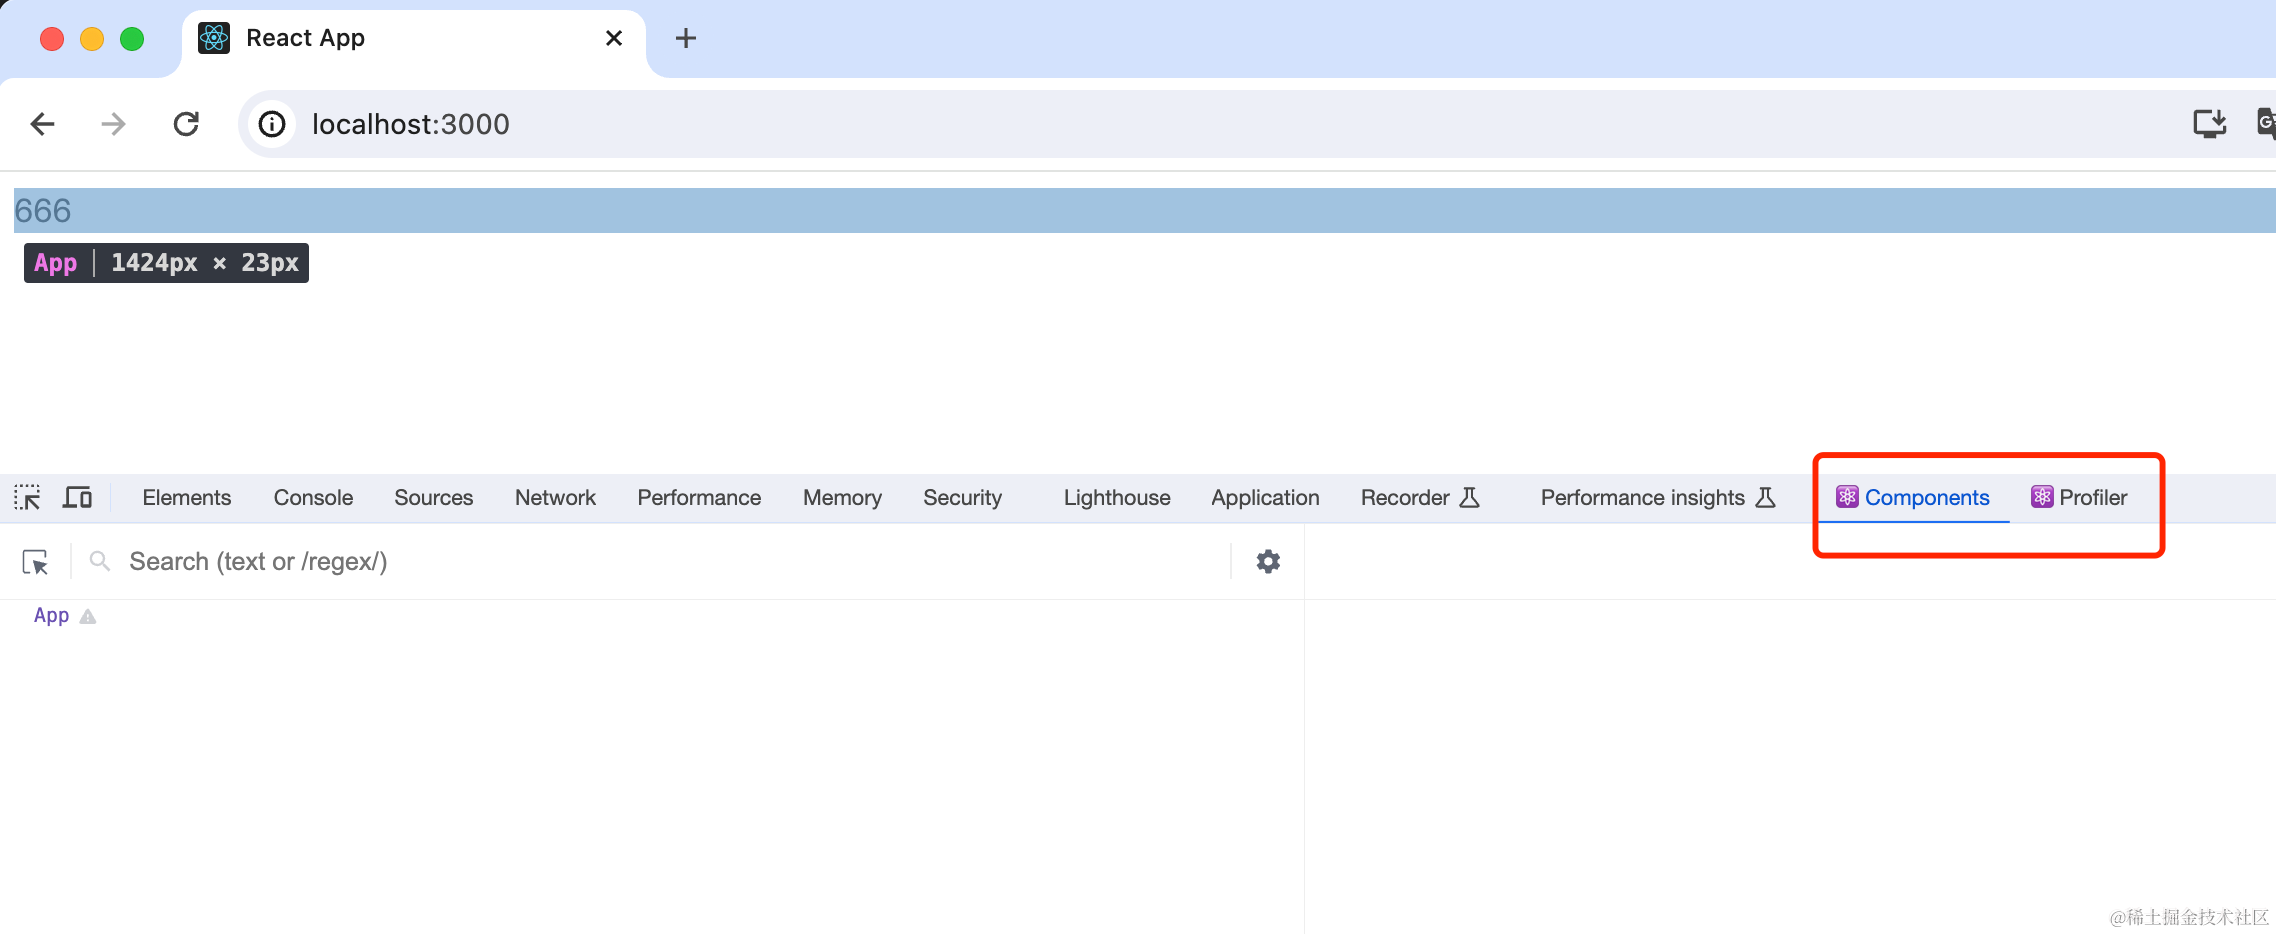 React App
localhost:3000
666
App | 1424px × 23px
Elements Console Sources Network Performance Memory Security Lighthouse Application Recorder Performance insights Components Profiler
Search (text or /regex/)
App
@稀土掘金技术社区